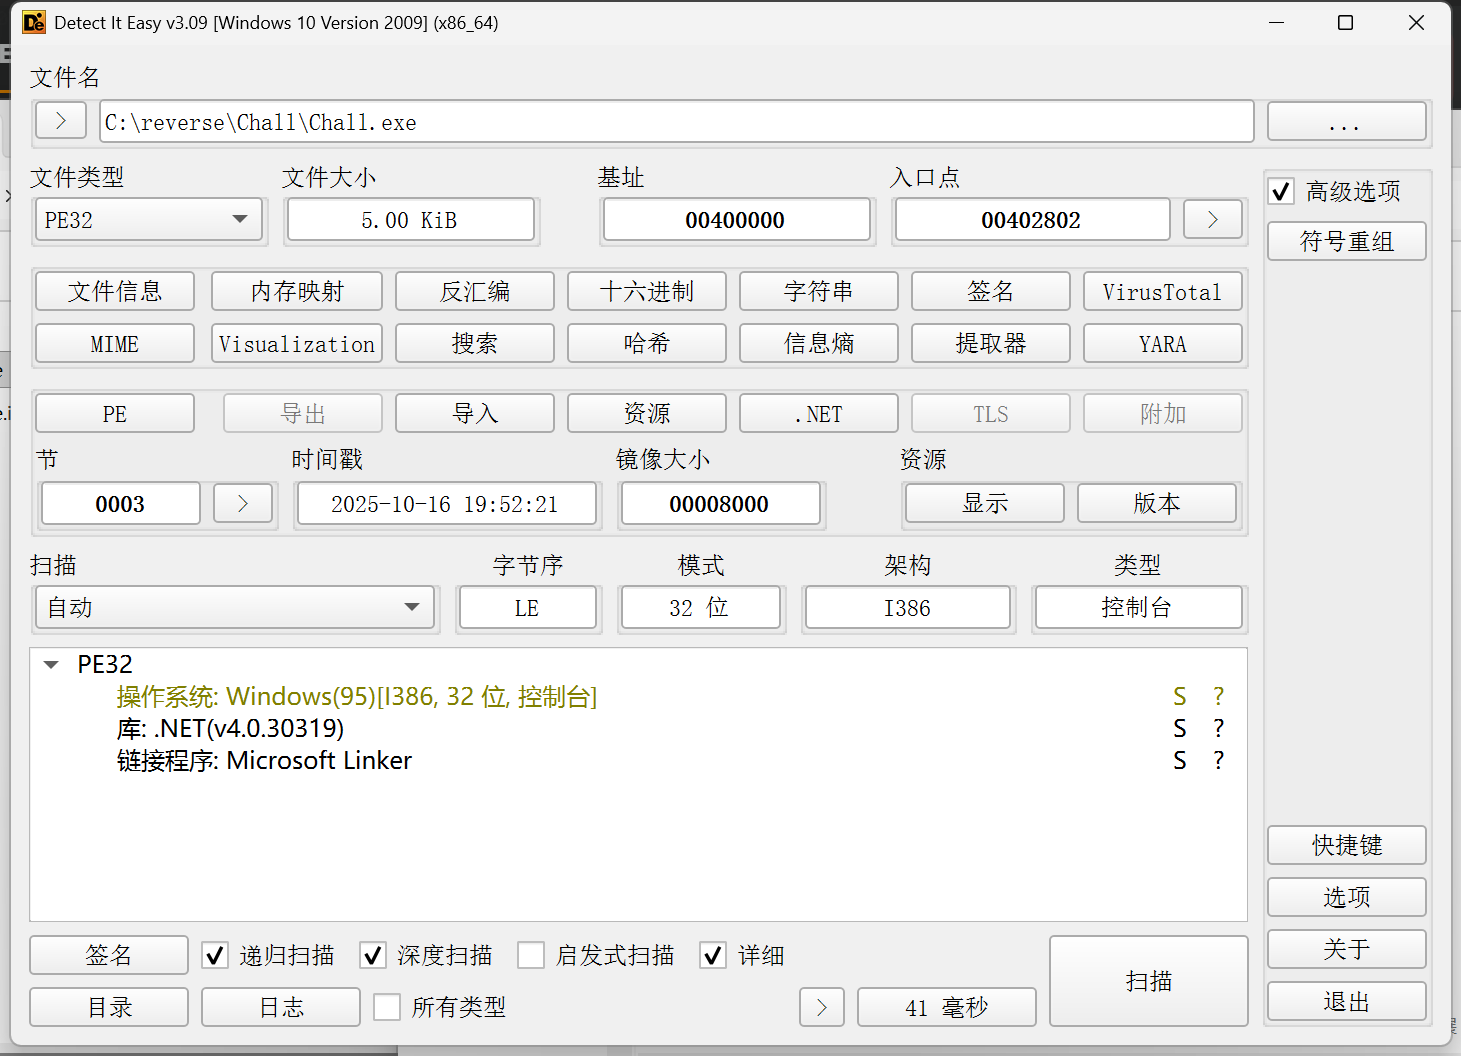 Detect It Easy v3.09 [Windows 10 Version 2009] (x86_64)
文件名
> C:\reverse\Chall\Chall.exe ...
文件类型 文件大小 基址 入口点
PE32 5.00 KiB 00400000 00402802 >
高级选项
符号重组
文件信息 内存映射 反汇编 十六进制 字符串 签名 VirusTotal
MIME Visualization 搜索 哈希 信息熵 提取器 YARA
PE 导出 导入 资源 .NET TLS 附加
节 时间戳 镜像大小 资源
0003 > 2025-10-16 19:52:21 00008000 显示 版本
扫描 字节序 模式 架构 类型
自动 LE 32 位 I386 控制台
PE32
操作系统: Windows(95)[I386, 32 位, 控制台] S ?
库: .NET(v4.0.30319) S ?
链接程序: Microsoft Linker S ?
快捷键
选项
关于
退出
签名 递归扫描 深度扫描 启发式扫描 详细
目录 日志 所有类型 > 41 毫秒 扫描